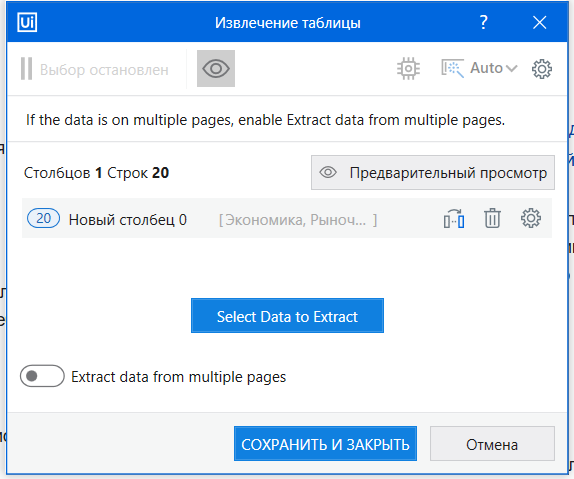 Ui Извлечение таблицы ?
Выбор остановлен Auto
If the data is on multiple pages, enable Extract data from multiple pages.
Столбцов 1 Строк 20 Предварительный просмотр
20 Новый столбец 0 [Экономика, Рыноч... ]
Select Data to Extract
Extract data from multiple pages
СОХРАНИТЬ И ЗАКРЫТЬ Отмена